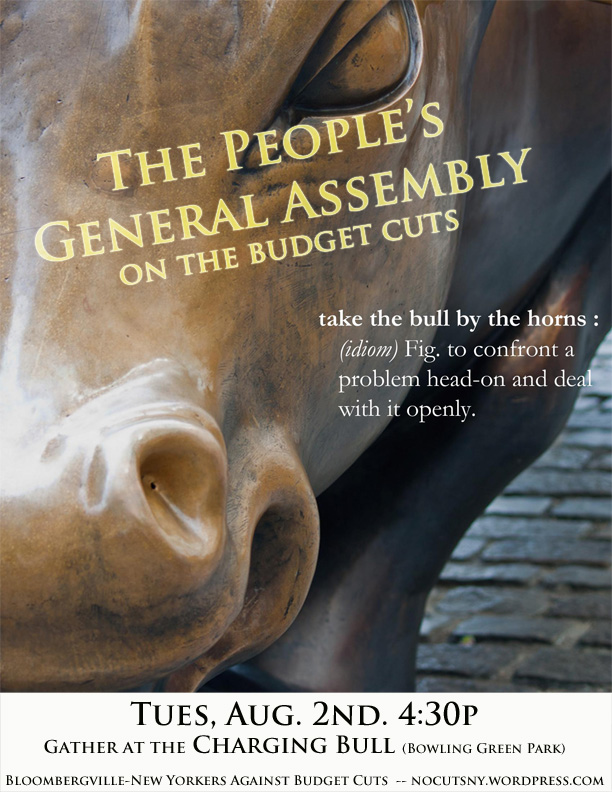 The People's
General Assembly
on the budget cuts
take the bull by the horns :
(idiom) Fig. to confront a
problem head-on and deal
with it openly.
Tues, Aug. 2nd. 4:30p
Gather at the Charging Bull (Bowling Green Park)
Bloombergville-New Yorkers Against Budget Cuts -- nocutsny.wordpress.com